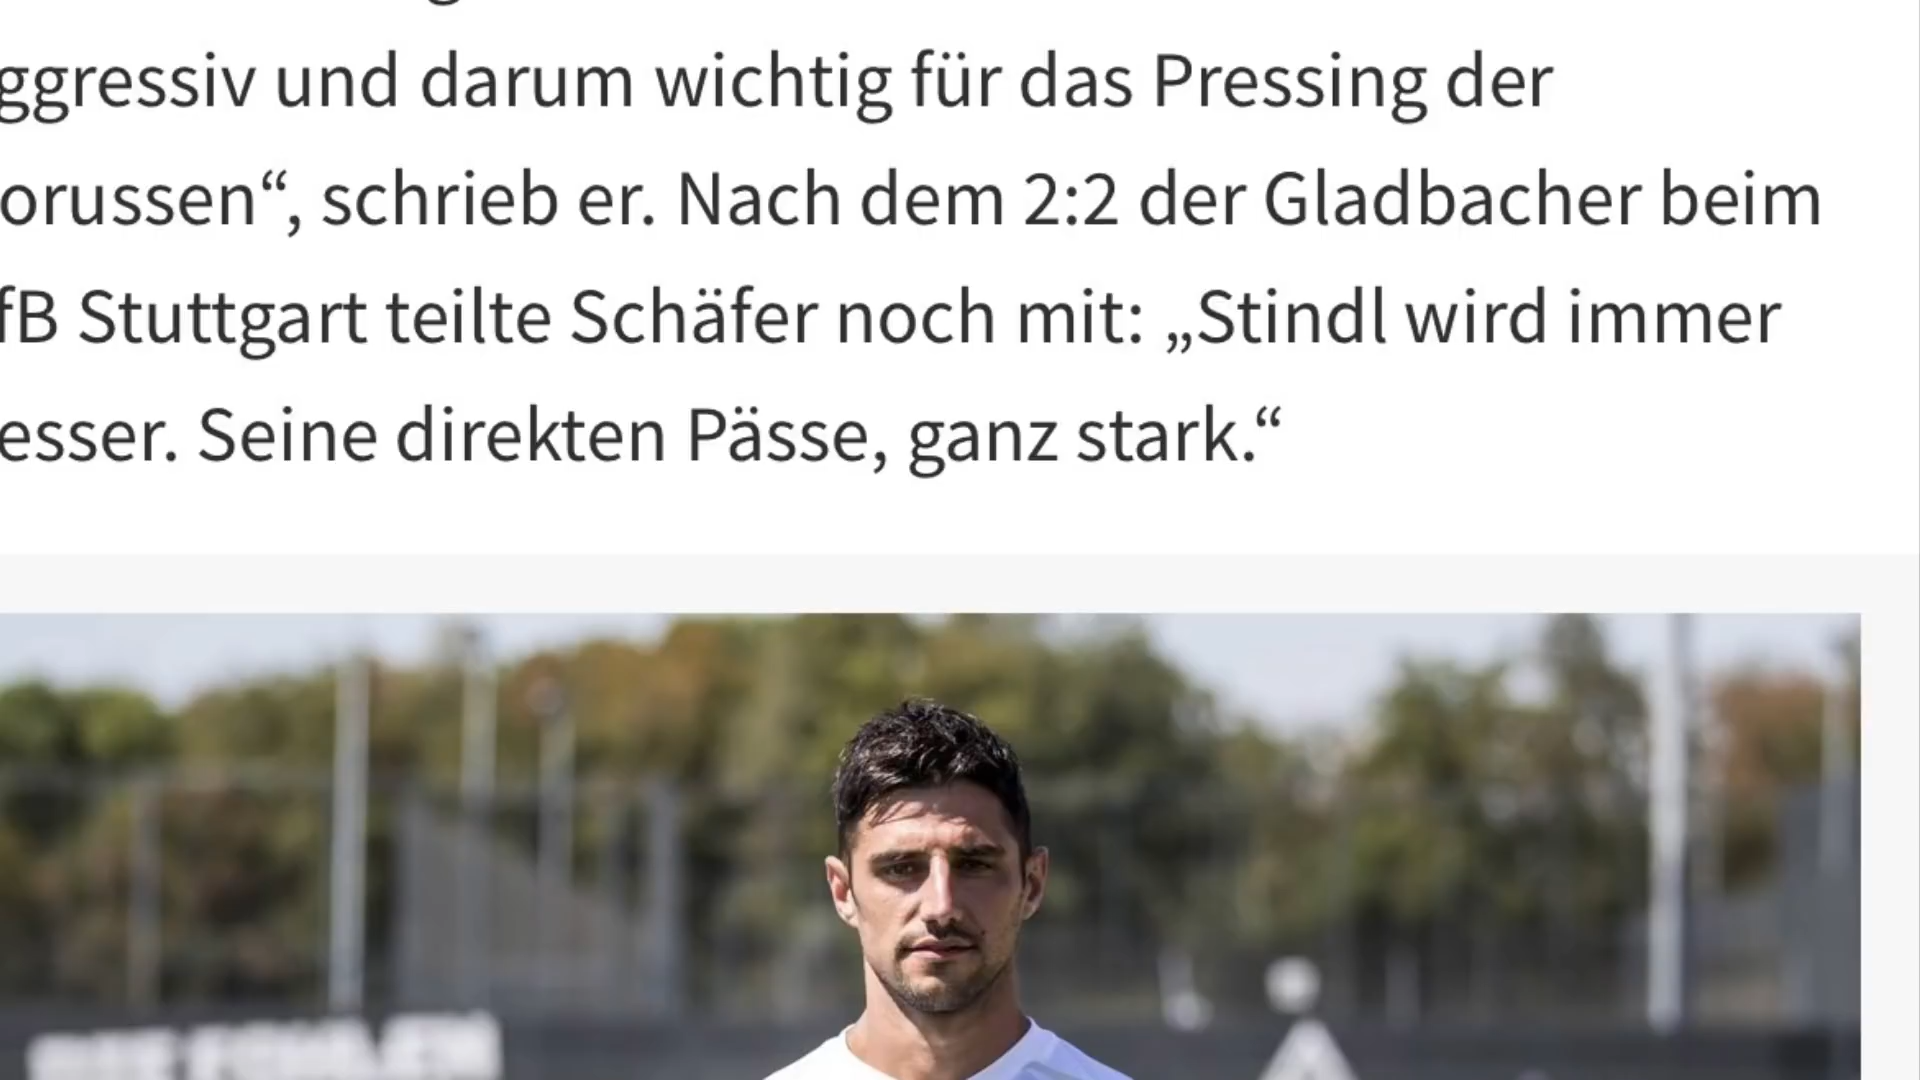 ggressiv und darum wichtig für das Pressing der
orussen“, schrieb er. Nach dem 2:2 der Gladbacher beim
fB Stuttgart teilte Schäfer noch mit: „Stindl wird immer
esser. Seine direkten Pässe, ganz stark.“